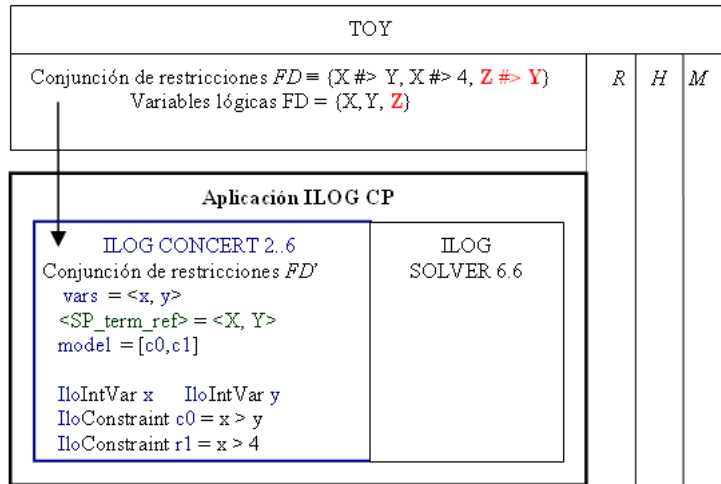 TOY
Conjunción de restricciones FD ≡ {X #> Y, X #> 4, Z #> Y}
Variables lógicas FD = {X, Y, Z}
R H M
Aplicación ILOG CP
ILOG CONCERT 2..6
Conjunción de restricciones FD'
vars = <x, y>
<SP_term_ref> = <X, Y>
model = [c0,c1]
IloIntVar x IloIntVar y
IloConstraint c0 = x > y
IloConstraint r1 = x > 4
ILOG
SOLVER 6.6